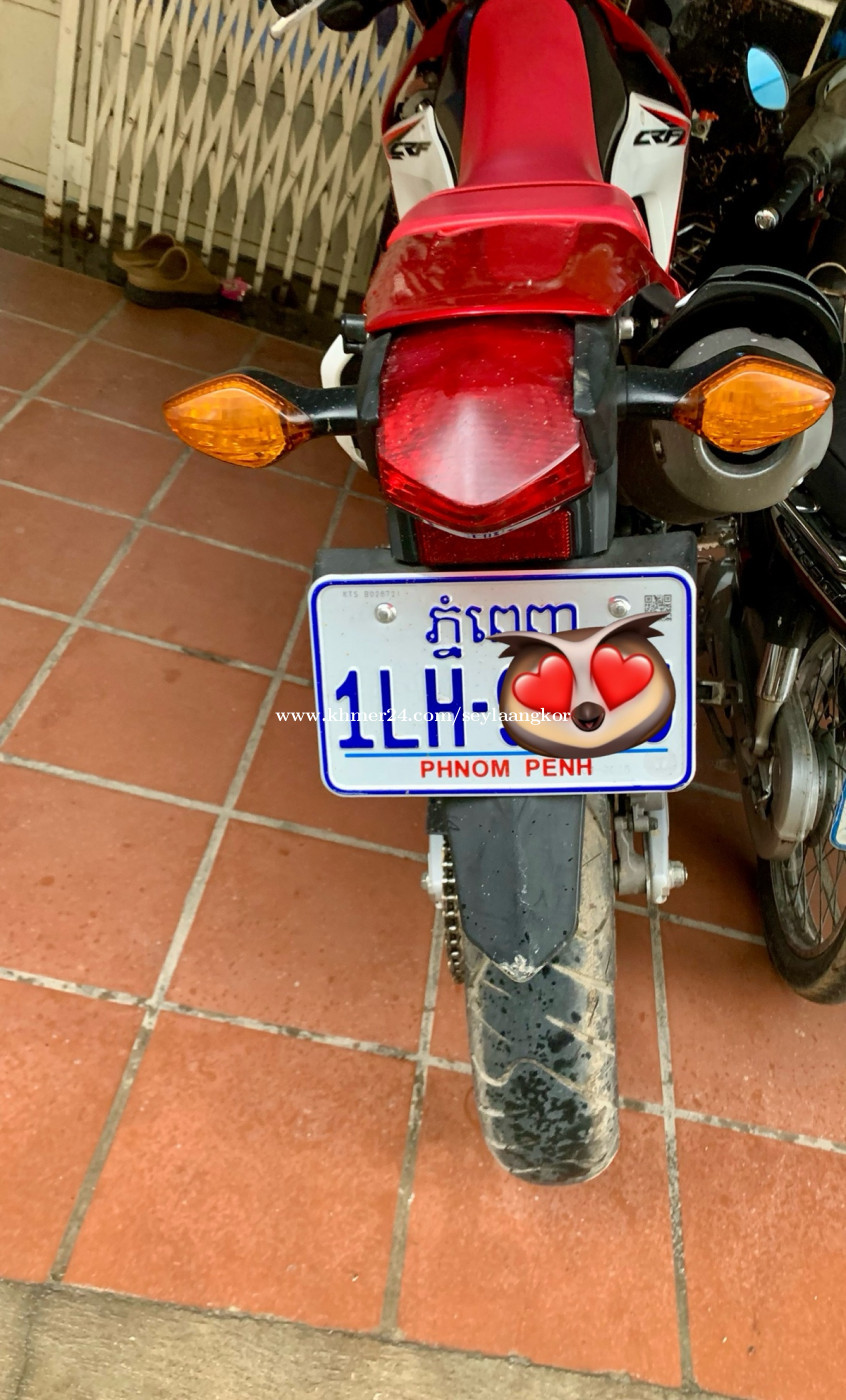 CRF
CRF
ភ្នំពេញ
1LH-
www.khmer24.com/seylaangkor
PHNOM PENH